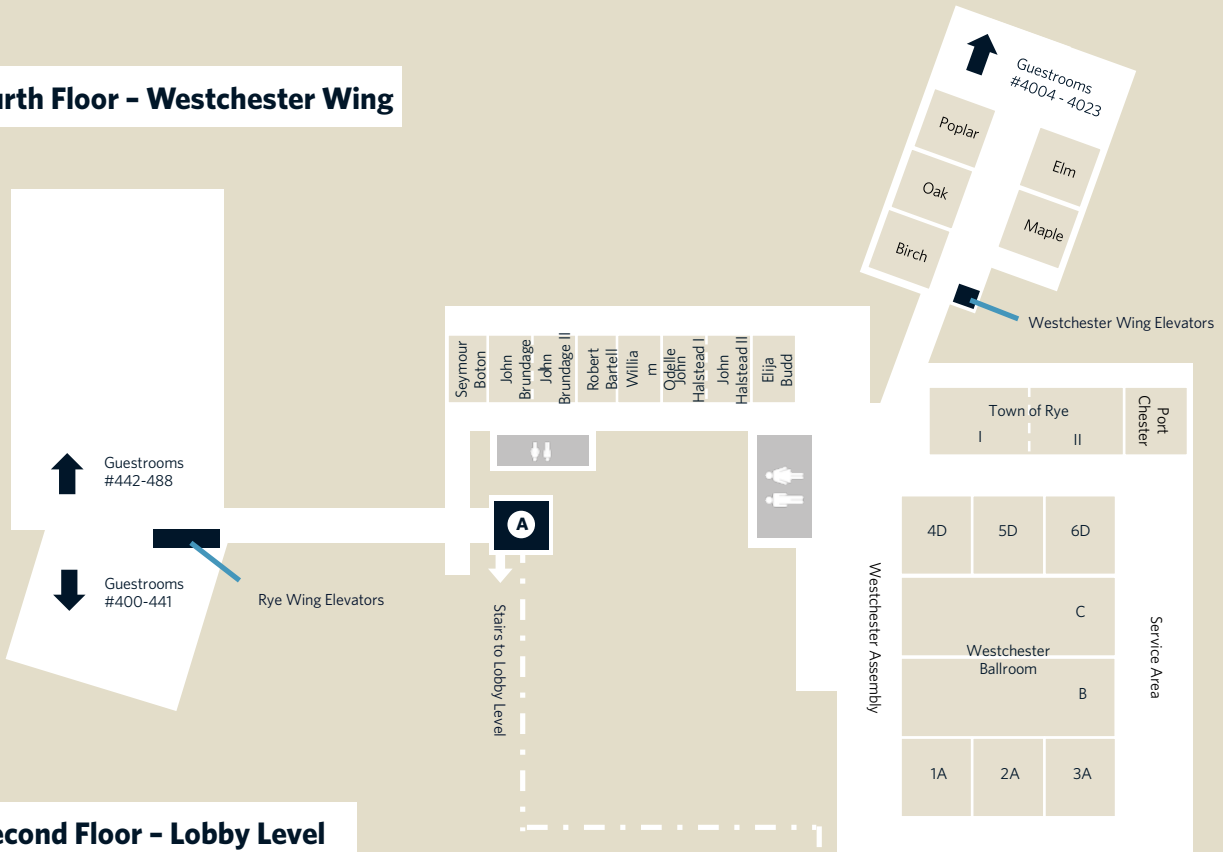 urth Floor – Westchester Wing
Guestrooms
#4004 - 4023
Poplar
Elm
Oak
Maple
Birch
Westchester Wing Elevators
Seymour
Boton
John
Brundage
John
Brundage II
Robert
Bartell
Willia
m
Odelle
John
Halstead I
John
Halstead II
Elija
Budd
Town of Rye
I
II
Port
Chester
Guestrooms
#442-488
A
4D
5D
6D
Guestrooms
#400-441
Rye Wing Elevators
Stairs to Lobby Level
Westchester Assembly
C
Westchester
Ballroom
B
Service Area
1A
2A
3A
econd Floor – Lobby Level